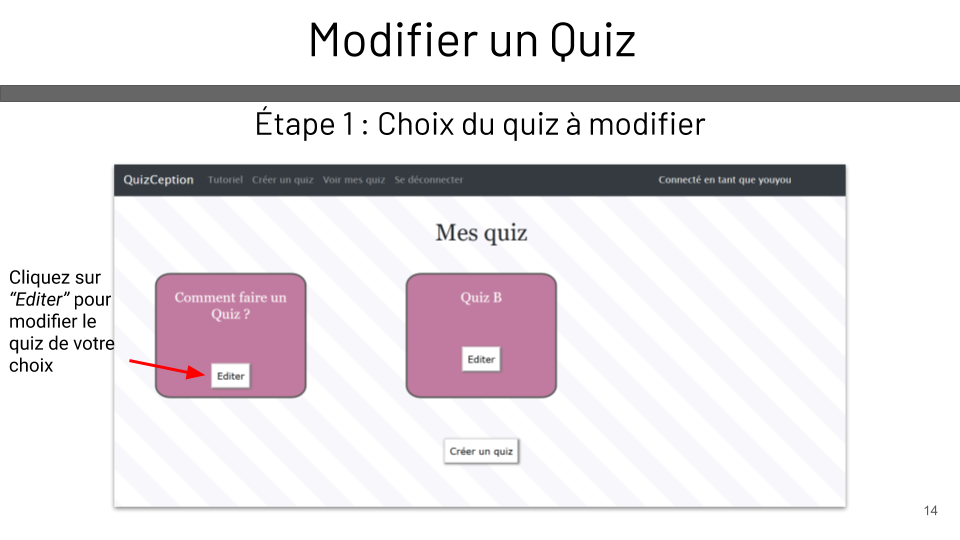 Modifier un Quiz
Étape 1 : Choix du quiz à modifier
QuizCeption Tutoriel Créer un quiz Voir mes quiz Se déconnecter Connecté en tant que youyou
Mes quiz
Cliquez sur
“Editer” pour
modifier le
quiz de votre
choix
Comment faire un
Quiz ?
Editer
Quiz B
Editer
Créer un quiz
14